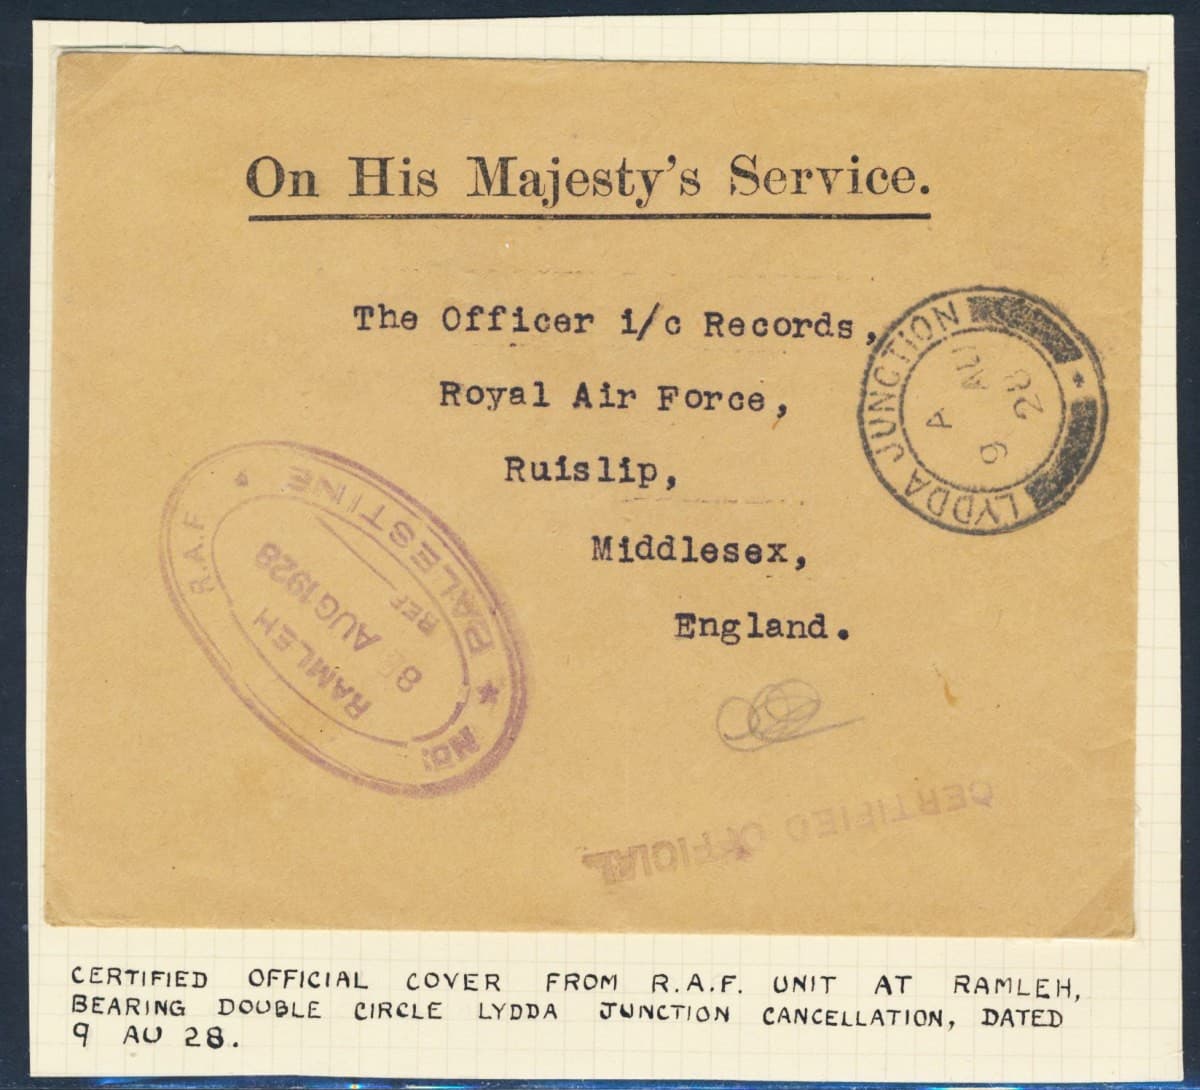 On His Majesty's Service.
The Officer i/c Records,
Royal Air Force,
Ruislip,
Middlesex,
England.
LYDDA JUNCTION
A
9 AU
28
R.A.F.
PALESTINE
No:
RAMLEH
8 AUG 1928
REF
CERTIFIED OFFICIAL
CERTIFIED OFFICIAL COVER FROM R.A.F. UNIT AT RAMLEH,
BEARING DOUBLE CIRCLE LYDDA JUNCTION CANCELLATION, DATED
9 AU 28.